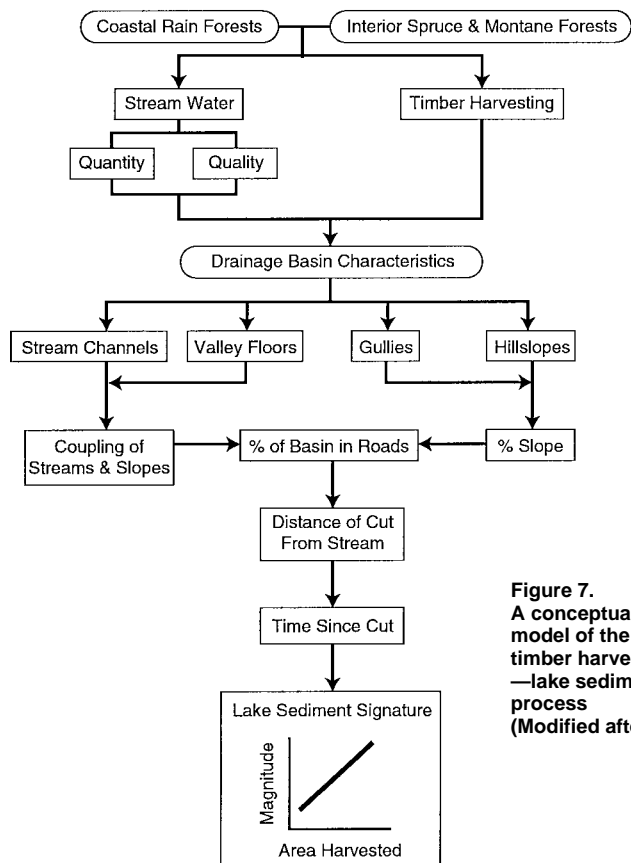 Coastal Rain Forests
Interior Spruce & Montane Forests
Stream Water
Timber Harvesting
Quantity
Quality
Drainage Basin Characteristics
Stream Channels
Valley Floors
Gullies
Hillslopes
Coupling of
Streams & Slopes
% of Basin in Roads
% Slope
Distance of Cut
From Stream
Time Since Cut
Figure 7.
A conceptua
model of the
timber harve
—lake sedim
process
(Modified aft
Lake Sediment Signature
Magnitude
Area Harvested